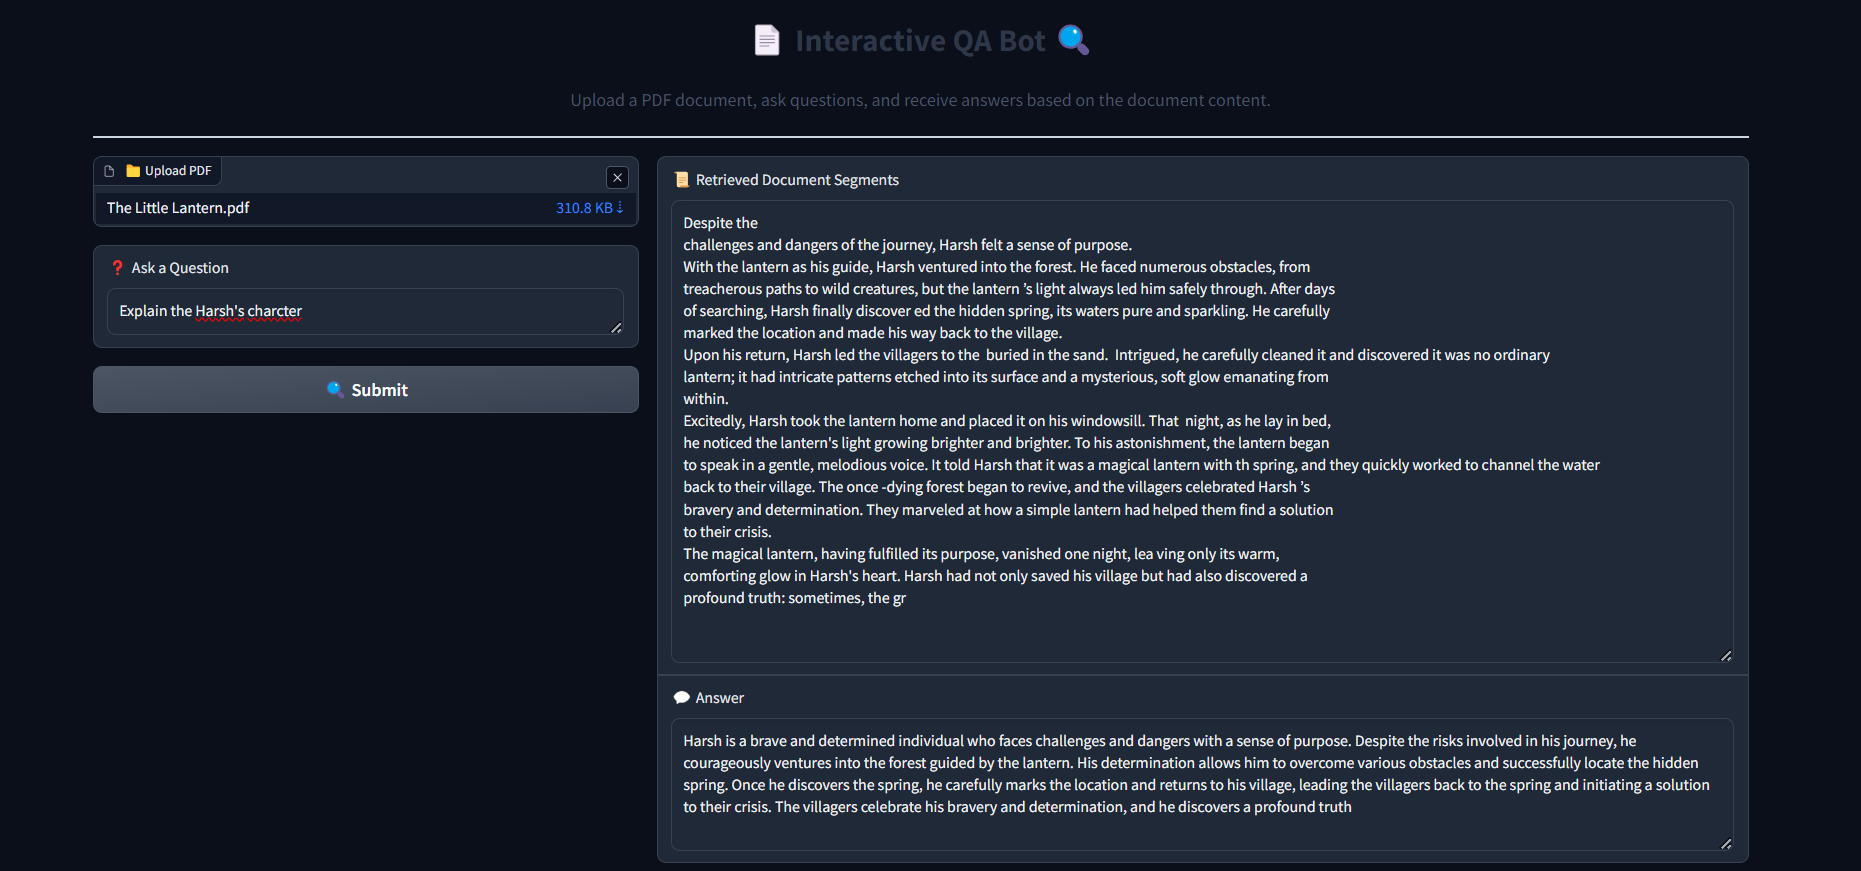 Interactive QA Bot
Upload a PDF document, ask questions, and receive answers based on the document content.
Upload PDF
The Little Lantern.pdf 310.8 KB ↓
Ask a Question
Explain the Harsh's charcter
Submit
Retrieved Document Segments
Despite the
challenges and dangers of the journey, Harsh felt a sense of purpose.
With the lantern as his guide, Harsh ventured into the forest. He faced numerous obstacles, from
treacherous paths to wild creatures, but the lantern ’s light always led him safely through. After days
of searching, Harsh finally discover ed the hidden spring, its waters pure and sparkling. He carefully
marked the location and made his way back to the village.
Upon his return, Harsh led the villagers to the  buried in the sand.  Intrigued, he carefully cleaned it and discovered it was no ordinary
lantern; it had intricate patterns etched into its surface and a mysterious, soft glow emanating from
within.
Excitedly, Harsh took the lantern home and placed it on his windowsill. That  night, as he lay in bed,
he noticed the lantern's light growing brighter and brighter. To his astonishment, the lantern began
to speak in a gentle, melodious voice. It told Harsh that it was a magical lantern with th spring, and they quickly worked to channel the water
back to their village. The once -dying forest began to revive, and the villagers celebrated Harsh ’s
bravery and determination. They marveled at how a simple lantern had helped them find a solution
to their crisis.
The magical lantern, having fulfilled its purpose, vanished one night, lea ving only its warm,
comforting glow in Harsh's heart. Harsh had not only saved his village but had also discovered a
profound truth: sometimes, the gr
Answer
Harsh is a brave and determined individual who faces challenges and dangers with a sense of purpose. Despite the risks involved in his journey, he
courageously ventures into the forest guided by the lantern. His determination allows him to overcome various obstacles and successfully locate the hidden
spring. Once he discovers the spring, he carefully marks the location and returns to his village, leading the villagers back to the spring and initiating a solution
to their crisis. The villagers celebrate his bravery and determination, and he discovers a profound truth